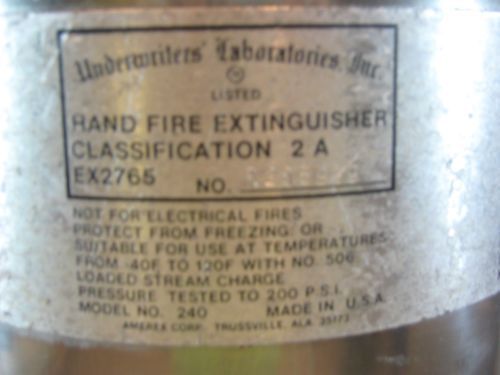 Underwriters' Laboratories, Inc.
LISTED
HAND FIRE EXTINGUISHER
CLASSIFICATION 2 A
EX2765 NO.
NOT FOR ELECTRICAL FIRES
PROTECT FROM FREEZING: OR
SUITABLE FOR USE AT TEMPERATURES
FROM -40F TO 120F WITH NO. 506
LOADED STREAM CHARGE
PRESSURE TESTED TO 200 P.S.I.
MODEL NO. 240 MADE IN U.S.A.
AMEREX CORP. TRUSSVILLE, ALA. 35173